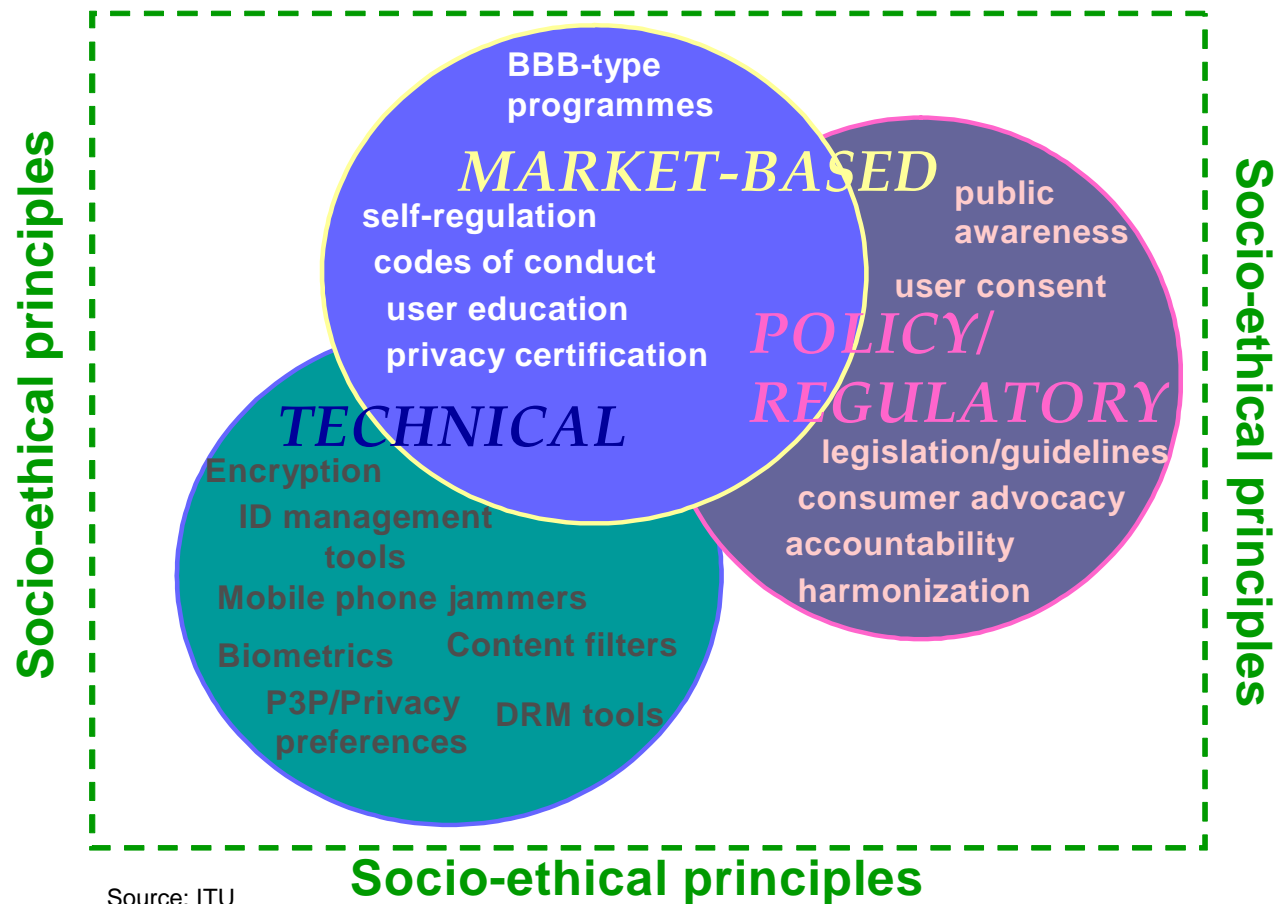 Socio-ethical principles
BBB-type
programmes
MARKET-BASED
self-regulation
codes of conduct
user education
privacy certification
public
awareness
user consent
POLICY/
REGULATORY
legislation/guidelines
consumer advocacy
accountability
harmonization
TECHNICAL
Encryption
ID management
tools
Mobile phone jammers
Biometrics
Content filters
P3P/Privacy
preferences
DRM tools
Socio-ethical principles
Socio-ethical principles
Source: ITU